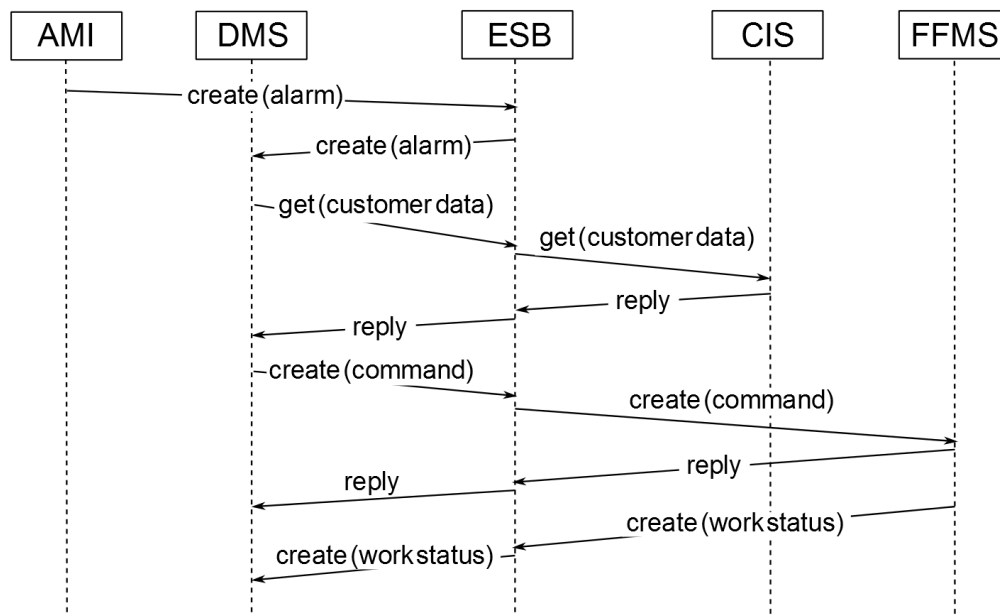 AMI
DMS
ESB
CIS
FFMS
create(alarm)
create(alarm)
get(customer data)
get(customer data)
reply
reply
create(command)
create(command)
reply
reply
create(work status)
create(work status)